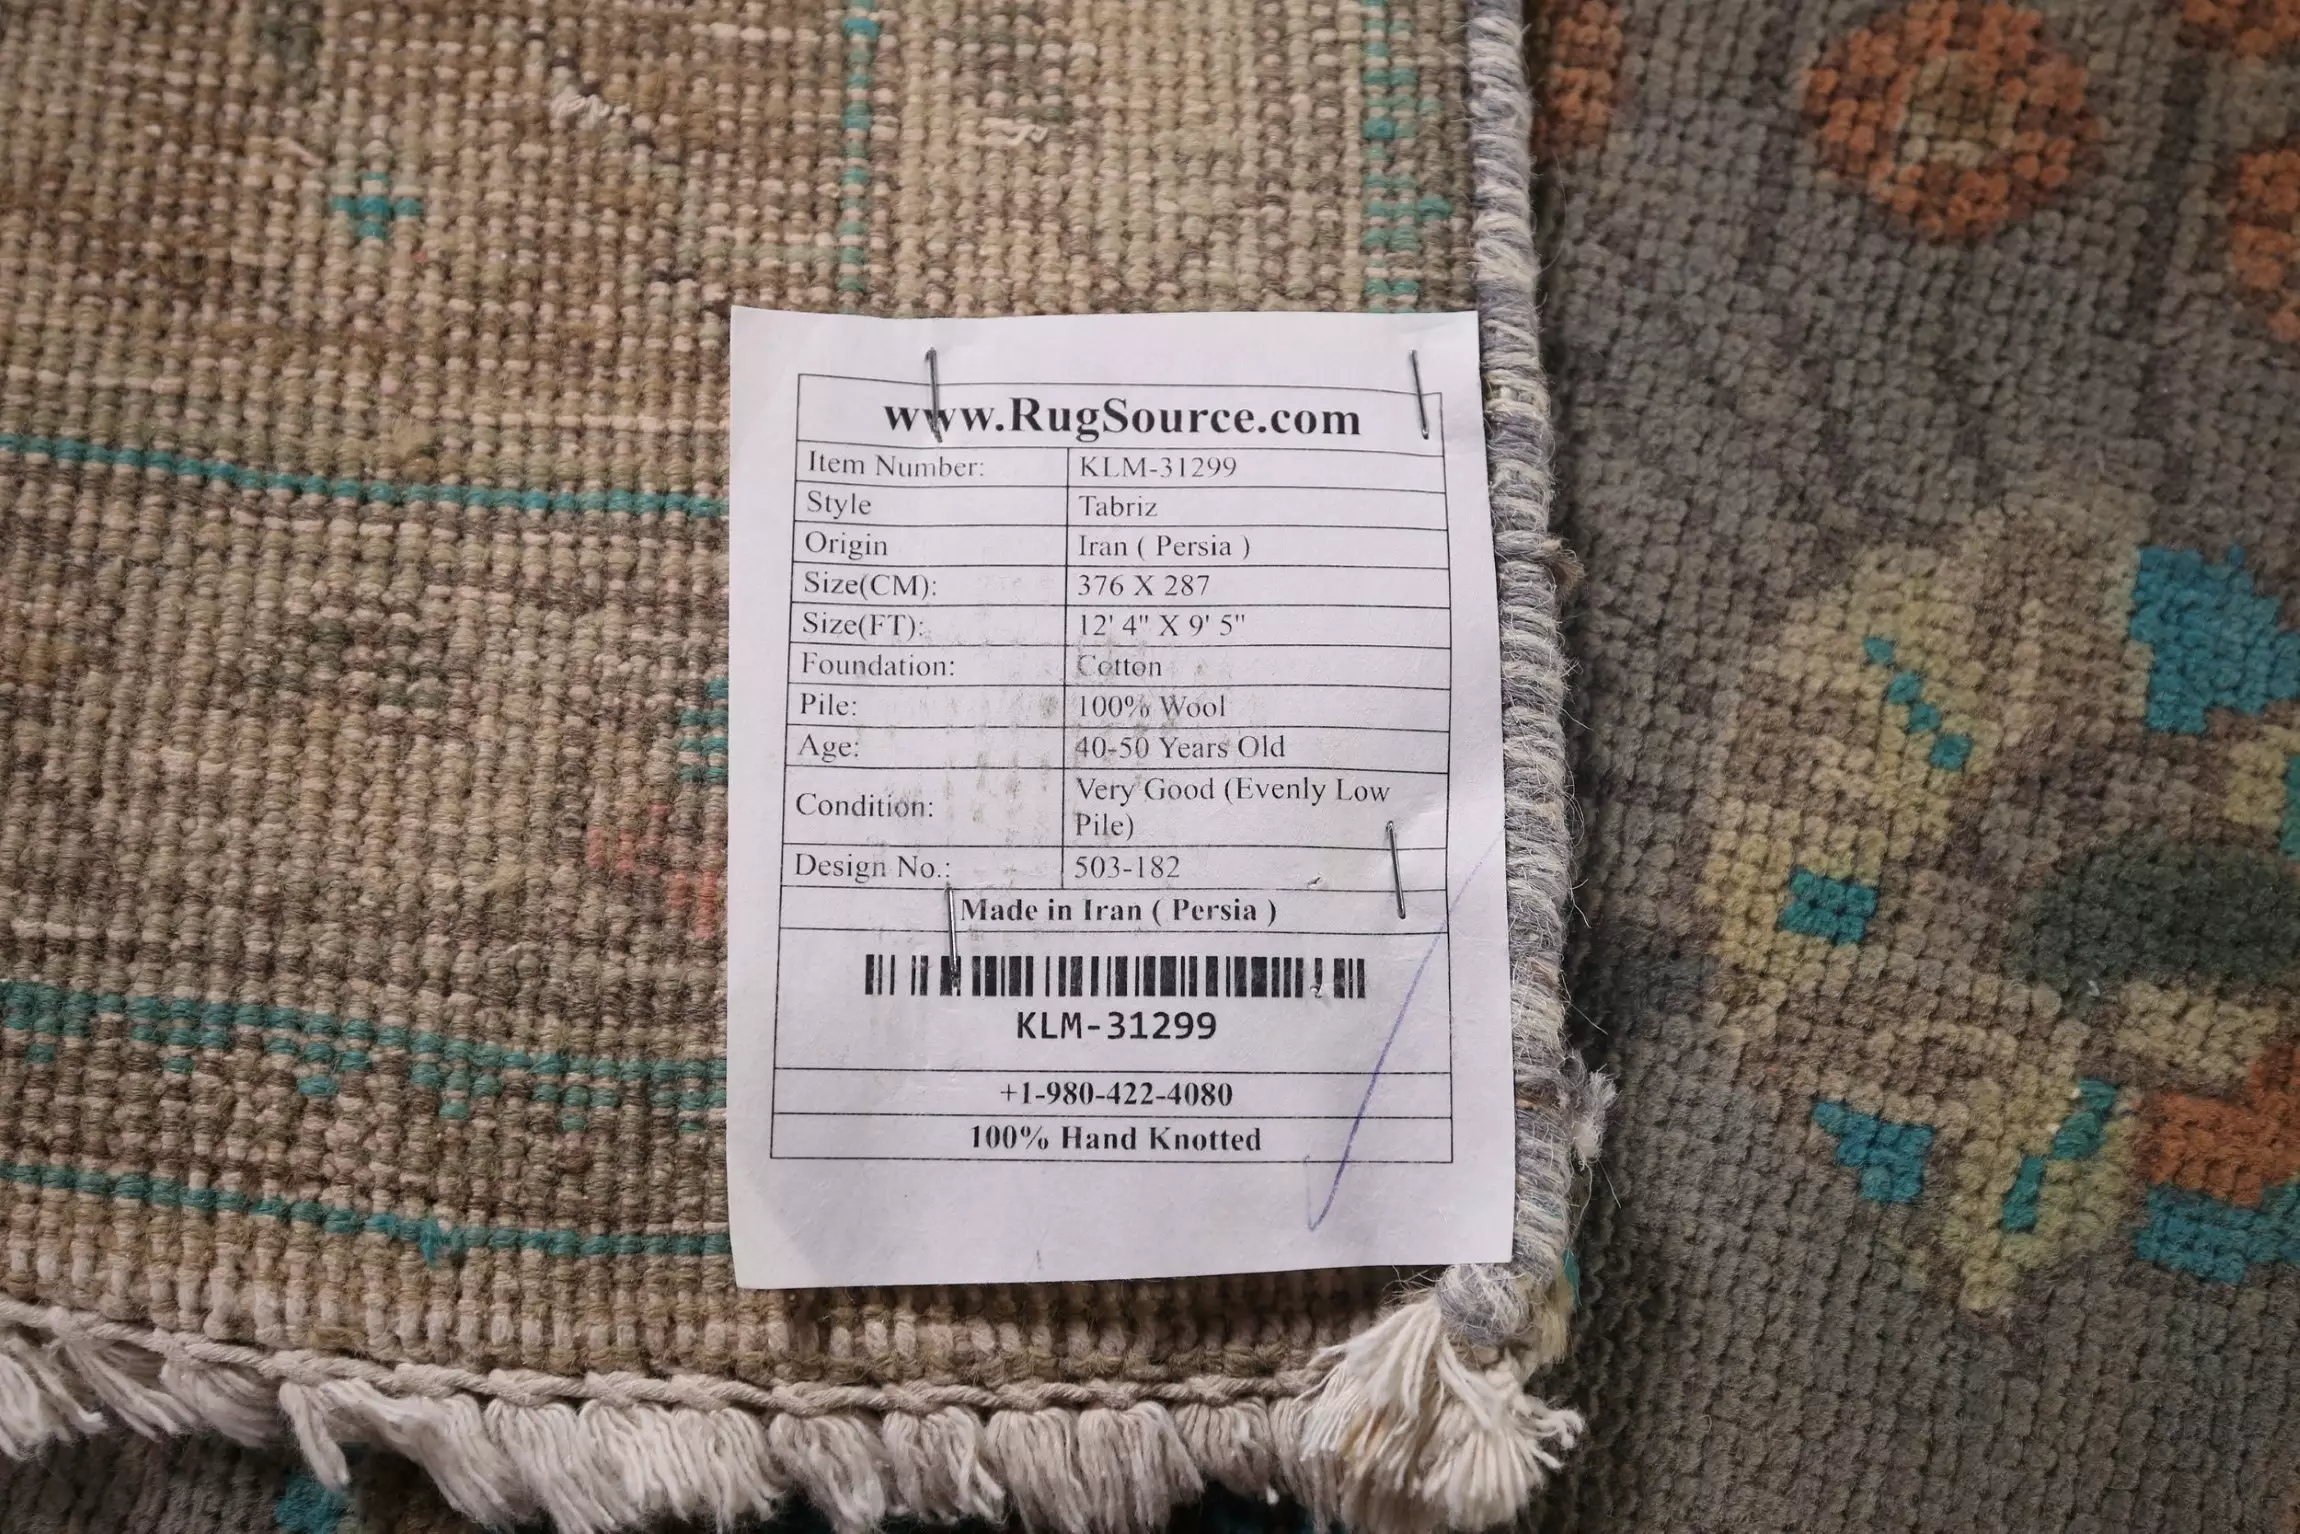 www.RugSource.com
Item Number: KLM-31299
Style Tabriz
Origin Iran ( Persia )
Size(CM): 376 X 287
Size(FT): 12' 4" X 9' 5"
Foundation: Cotton
Pile: 100% Wool
Age: 40-50 Years Old
Condition: Very Good (Evenly Low
Pile)
Design No.: 503-182
Made in Iran ( Persia )
KLM-31299
+1-980-422-4080
100% Hand Knotted